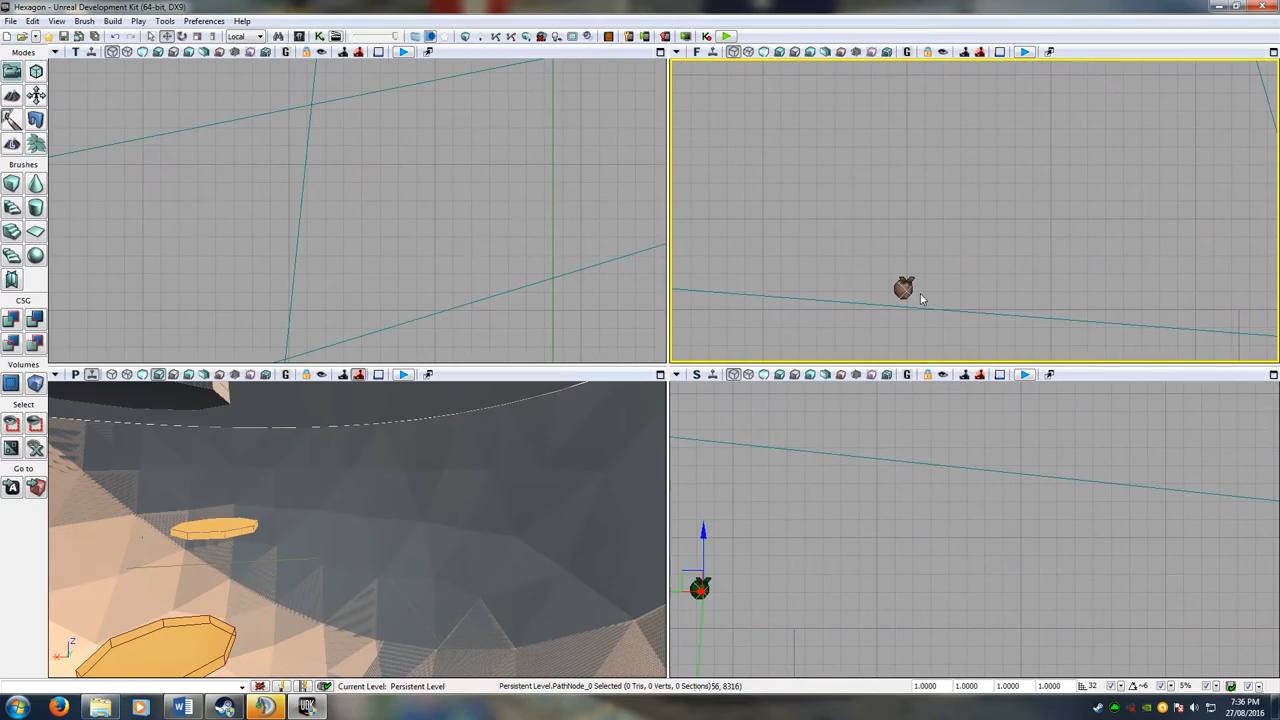 Hexagon - Unreal Development Kit (64-bit, DX9)
File Edit View Brush Build Play Tools Preferences Help
Local
Modes
T G
F G
Brushes
CSG
Volumes
P G
S G
Select
Go to
Z
X
Current Level: Persistent Level
Persistent Level.PathNode_0 Selected (0 Tris, 0 Verts, 0 Sections)56, 8316)
1.0000 1.0000 1.0000 1.0000 32 ~6 5%
7:36 PM
27/08/2016